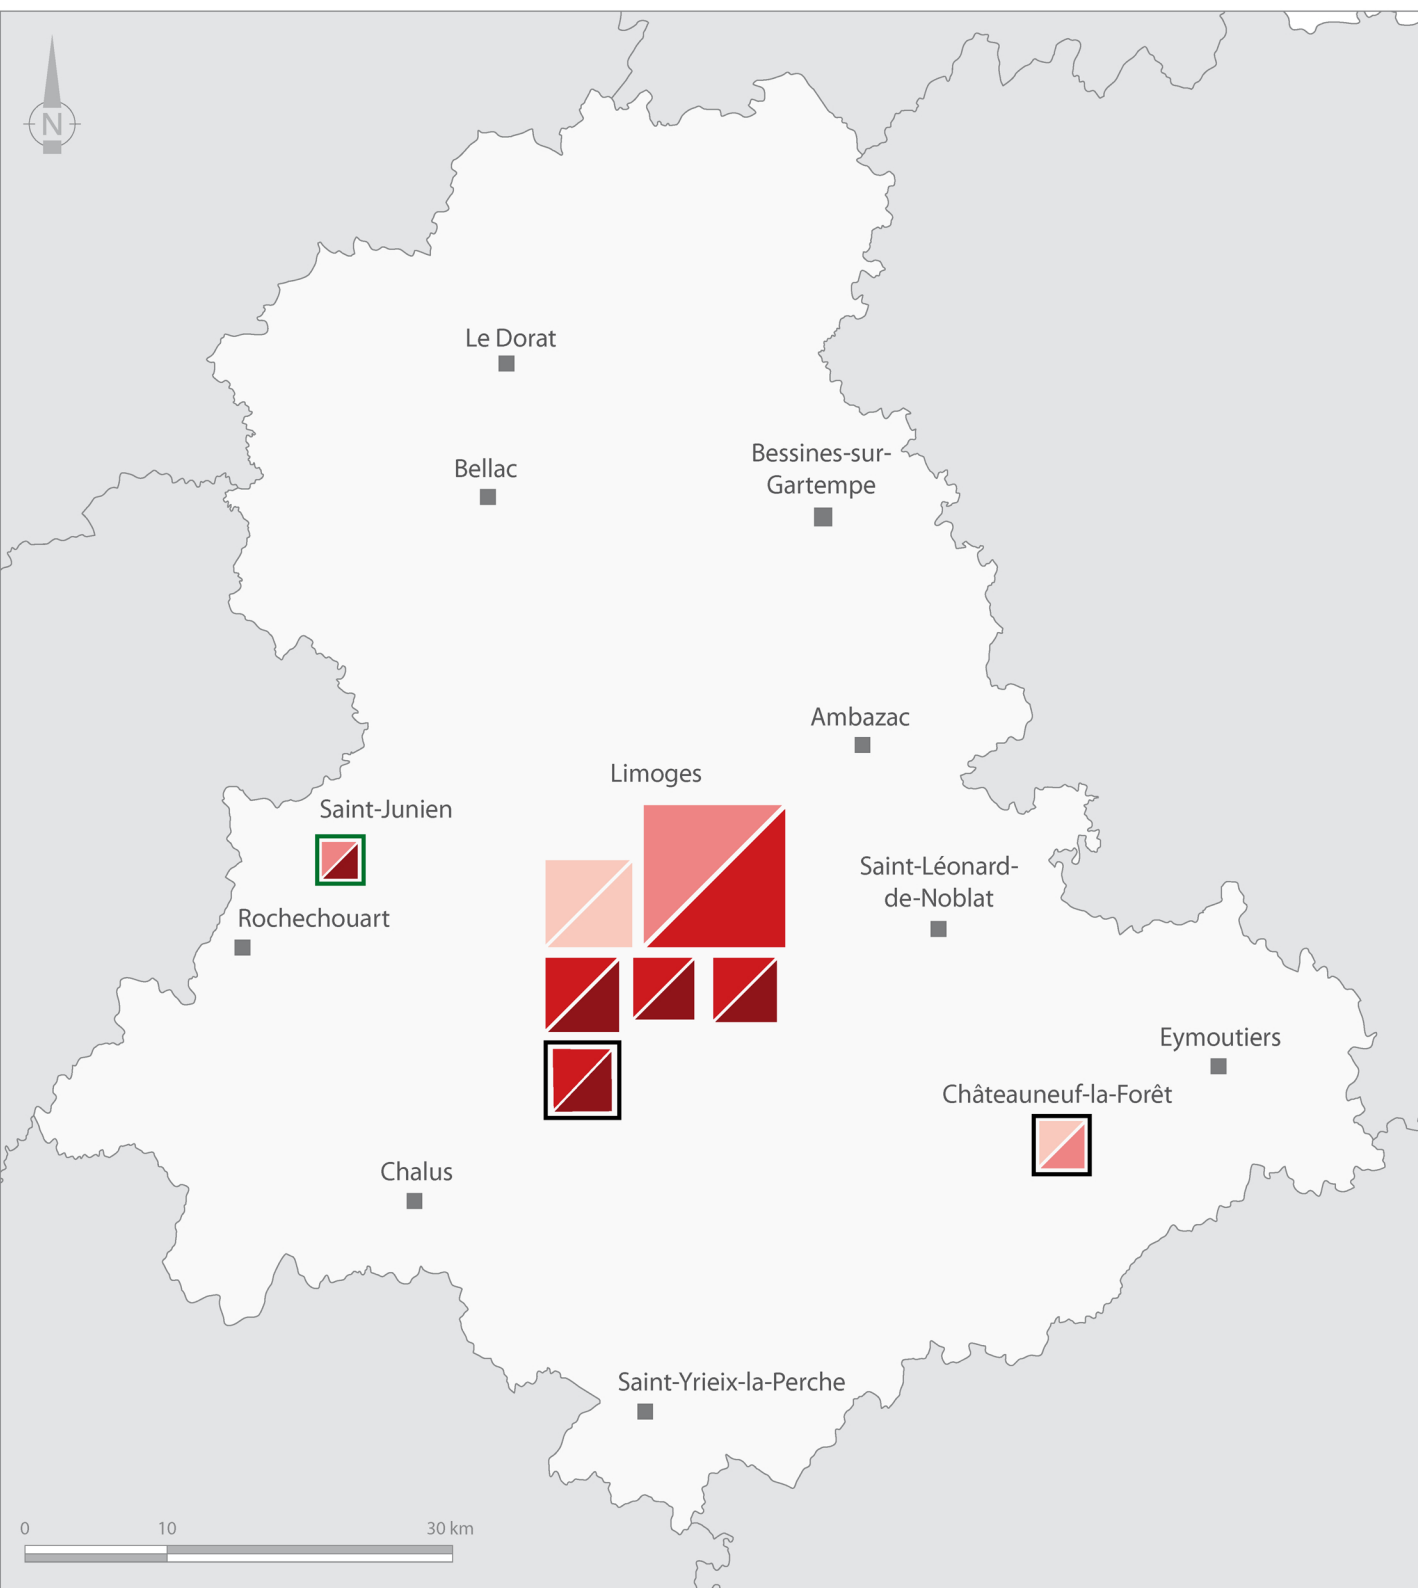 N
Le Dorat
Bessines-sur-
Gartempe
Bellac
Ambazac
Limoges
Saint-Junien
Saint-Léonard-
de-Noblat
Rochechouart
Eymoutiers
Châteauneuf-la-Forêt
Chalus
Saint-Yrieix-la-Perche
0 10 30 km